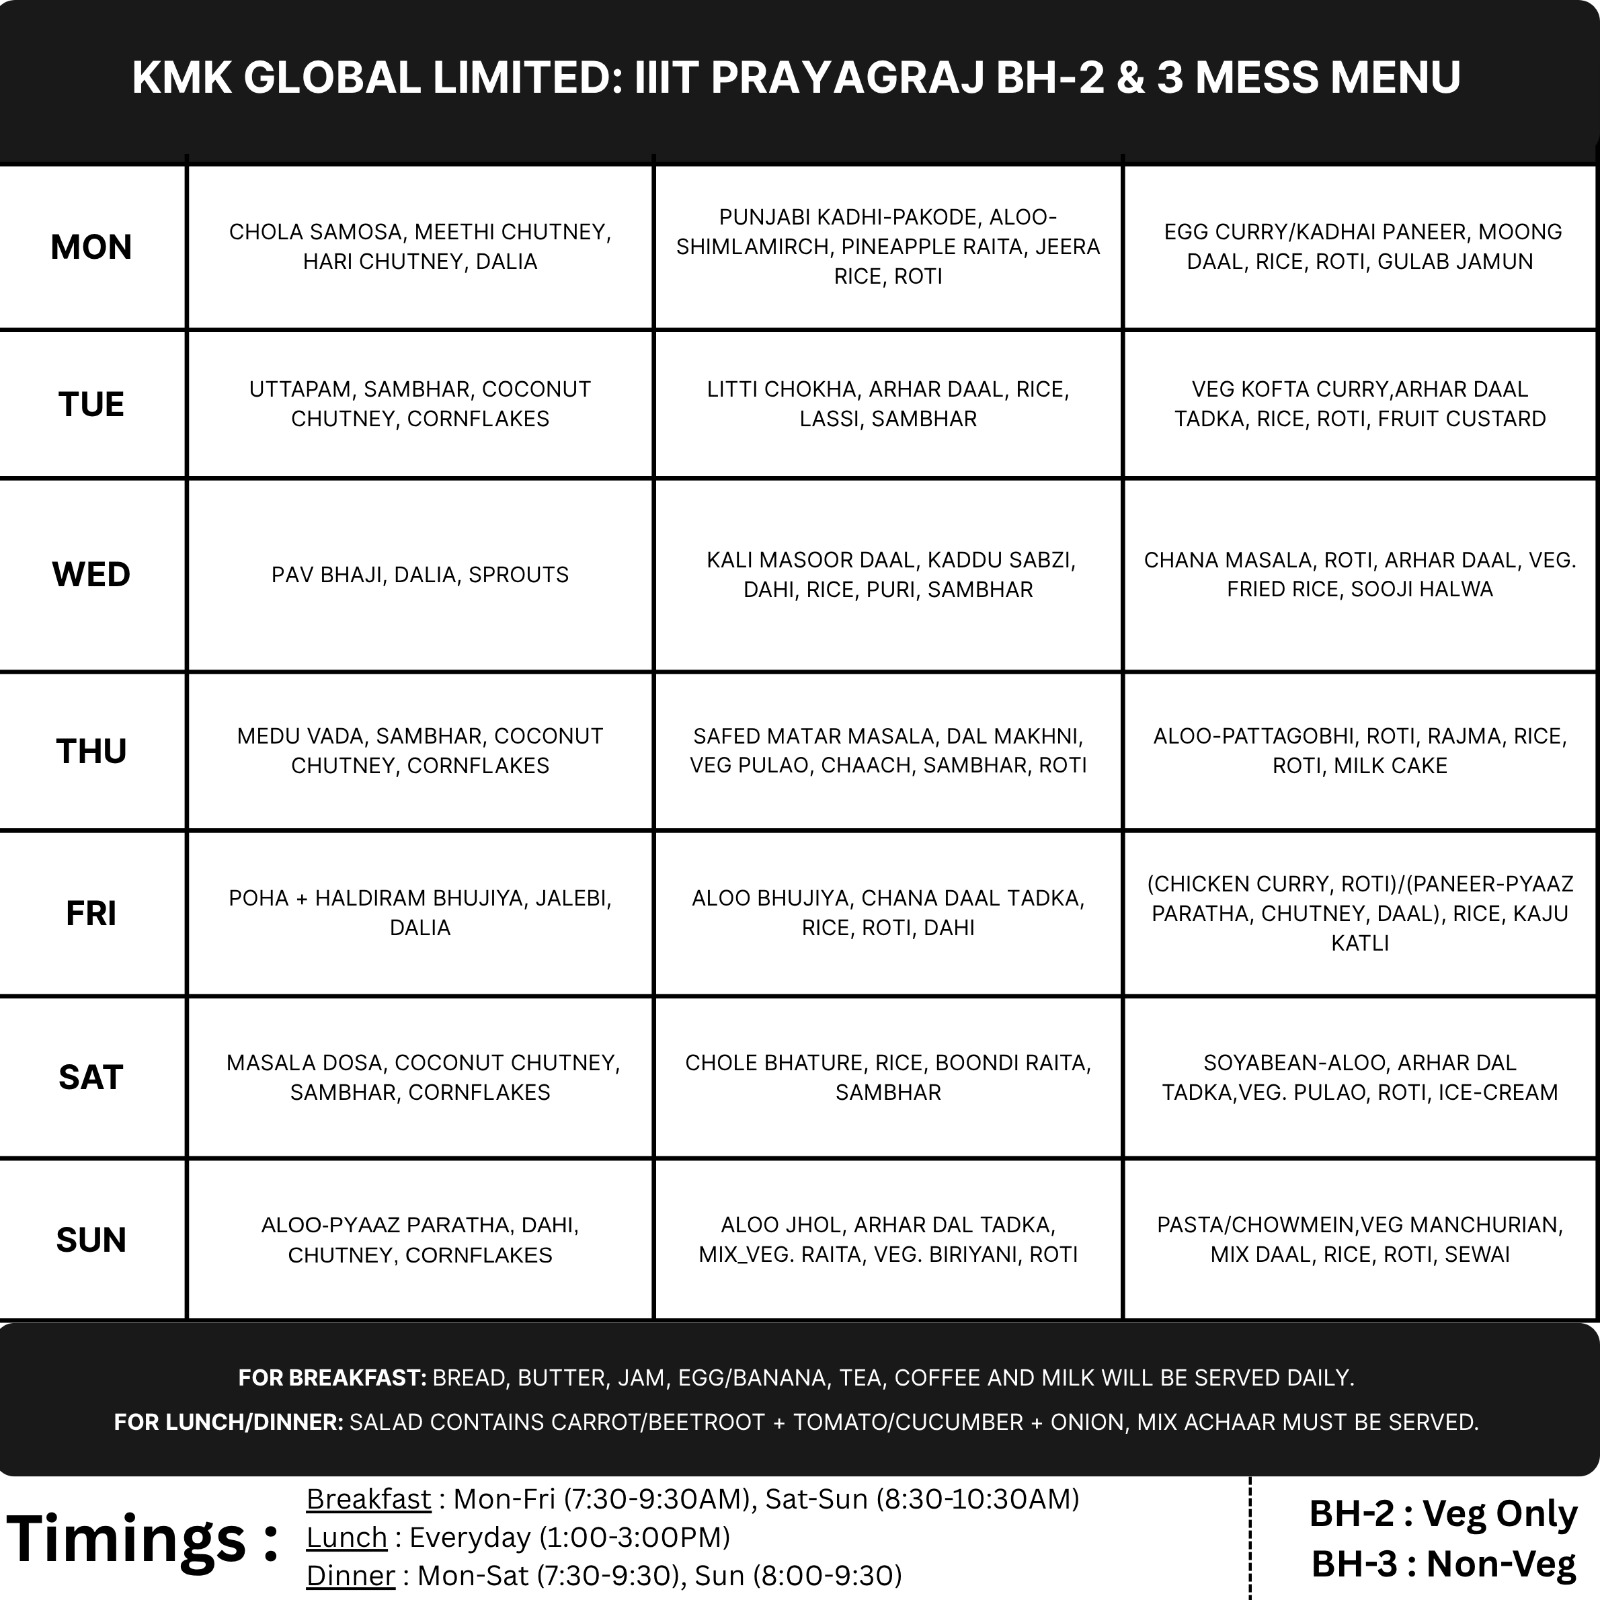 KMK GLOBAL LIMITED: IIIT PRAYAGRAJ BH-2 & 3 MESS MENU
MON
CHOLA SAMOSA, MEETHI CHUTNEY,
HARI CHUTNEY, DALIA
PUNJABI KADHI-PAKODE, ALOO-
SHIMLAMIRCH, PINEAPPLE RAITA, JEERA
RICE, ROTI
EGG CURRY/KADHAI PANEER, MOONG
DAAL, RICE, ROTI, GULAB JAMUN
TUE
UTTAPAM, SAMBHAR, COCONUT
CHUTNEY, CORNFLAKES
LITTI CHOKHA, ARHAR DAAL, RICE,
LASSI, SAMBHAR
VEG KOFTA CURRY,ARHAR DAAL
TADKA, RICE, ROTI, FRUIT CUSTARD
WED
PAV BHAJI, DALIA, SPROUTS
KALI MASOOR DAAL, KADDU SABZI,
DAHI, RICE, PURI, SAMBHAR
CHANA MASALA, ROTI, ARHAR DAAL, VEG.
FRIED RICE, SOOJI HALWA
THU
MEDU VADA, SAMBHAR, COCONUT
CHUTNEY, CORNFLAKES
SAFED MATAR MASALA, DAL MAKHNI,
VEG PULAO, CHAACH, SAMBHAR, ROTI
ALOO-PATTAGOBHI, ROTI, RAJMA, RICE,
ROTI, MILK CAKE
FRI
POHA + HALDIRAM BHUJIYA, JALEBI,
DALIA
ALOO BHUJIYA, CHANA DAAL TADKA,
RICE, ROTI, DAHI
(CHICKEN CURRY, ROTI)/(PANEER-PYAAZ
PARATHA, CHUTNEY, DAAL), RICE, KAJU
KATLI
SAT
MASALA DOSA, COCONUT CHUTNEY,
SAMBHAR, CORNFLAKES
CHOLE BHATURE, RICE, BOONDI RAITA,
SAMBHAR
SOYABEAN-ALOO, ARHAR DAL
TADKA,VEG. PULAO, ROTI, ICE-CREAM
SUN
ALOO-PYAAZ PARATHA, DAHI,
CHUTNEY, CORNFLAKES
ALOO JHOL, ARHAR DAL TADKA,
MIX_VEG. RAITA, VEG. BIRIYANI, ROTI
PASTA/CHOWMEIN,VEG MANCHURIAN,
MIX DAAL, RICE, ROTI, SEWAI
FOR BREAKFAST: BREAD, BUTTER, JAM, EGG/BANANA, TEA, COFFEE AND MILK WILL BE SERVED DAILY.
FOR LUNCH/DINNER: SALAD CONTAINS CARROT/BEETROOT + TOMATO/CUCUMBER + ONION, MIX ACHAAR MUST BE SERVED.
Timings :
Breakfast : Mon-Fri (7:30-9:30AM), Sat-Sun (8:30-10:30AM)
Lunch : Everyday (1:00-3:00PM)
Dinner : Mon-Sat (7:30-9:30), Sun (8:00-9:30)
BH-2 : Veg Only
BH-3 : Non-Veg